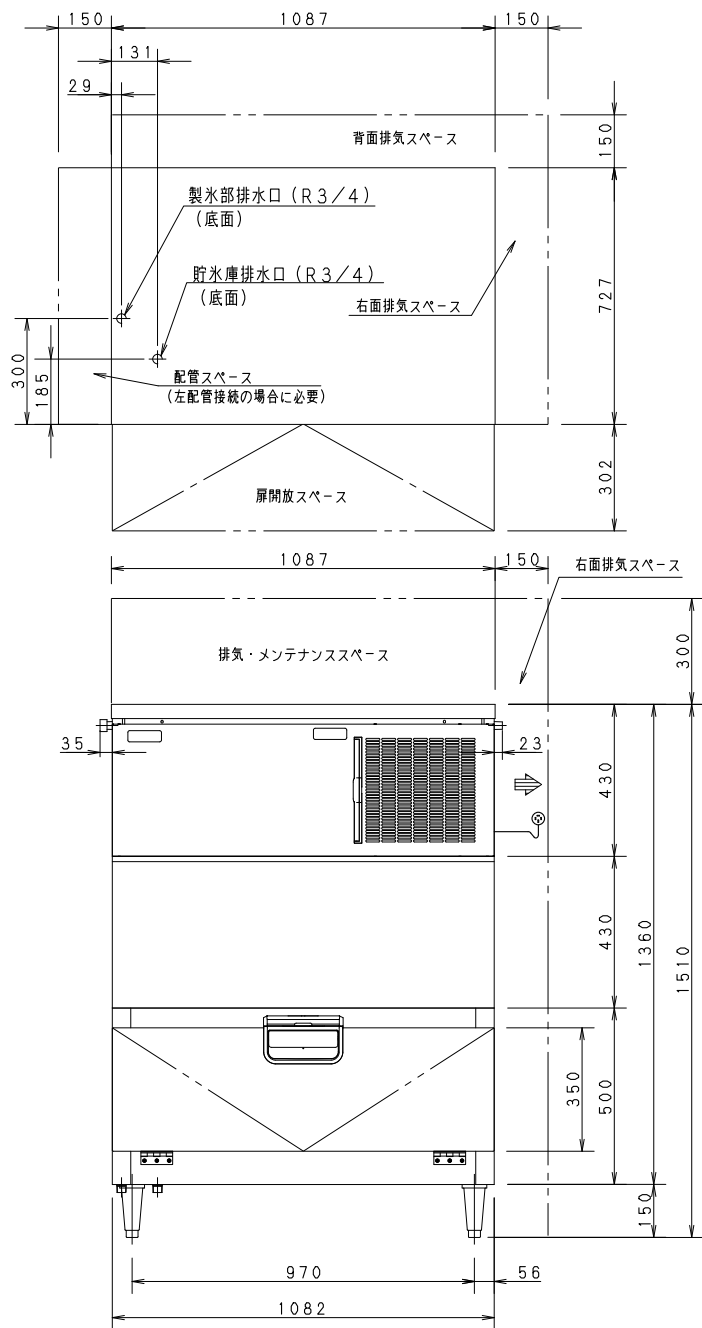 150
1087
150
131
29
背面排気スペース
150
製氷部排水口（R3/4）
（底面）
貯氷庫排水口（R3/4）
（底面）
右面排気スペース
727
300
185
配管スペース
（左配管接続の場合に必要）
扉開放スペース
302
1087
150
右面排気スペース
排気・メンテナンススペース
300
35
23
430
430
1360
1510
350
500
150
970
56
1082